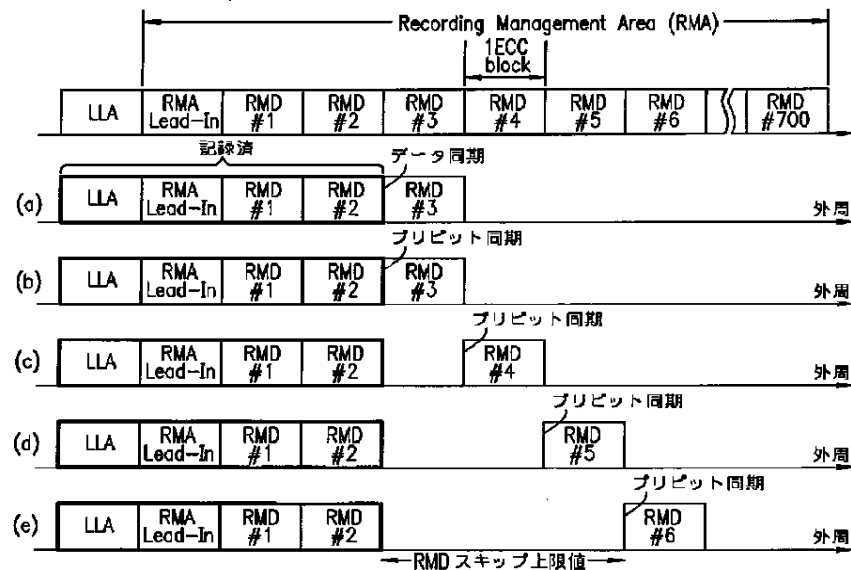 Recording Management Area (RMA)
1ECC
block
LLA RMA Lead-In RMD #1 RMD #2 RMD #3 RMD #4 RMD #5 RMD #6 RMD #700
記録済
データ同期
(a) LLA RMA Lead-In RMD #1 RMD #2 RMD #3 外周
プリピット同期
(b) LLA RMA Lead-In RMD #1 RMD #2 RMD #3 外周
プリピット同期
(c) LLA RMA Lead-In RMD #1 RMD #2 RMD #4 外周
プリピット同期
(d) LLA RMA Lead-In RMD #1 RMD #2 RMD #5 外周
プリピット同期
(e) LLA RMA Lead-In RMD #1 RMD #2 RMD #6 外周
RMDスキップ上限値